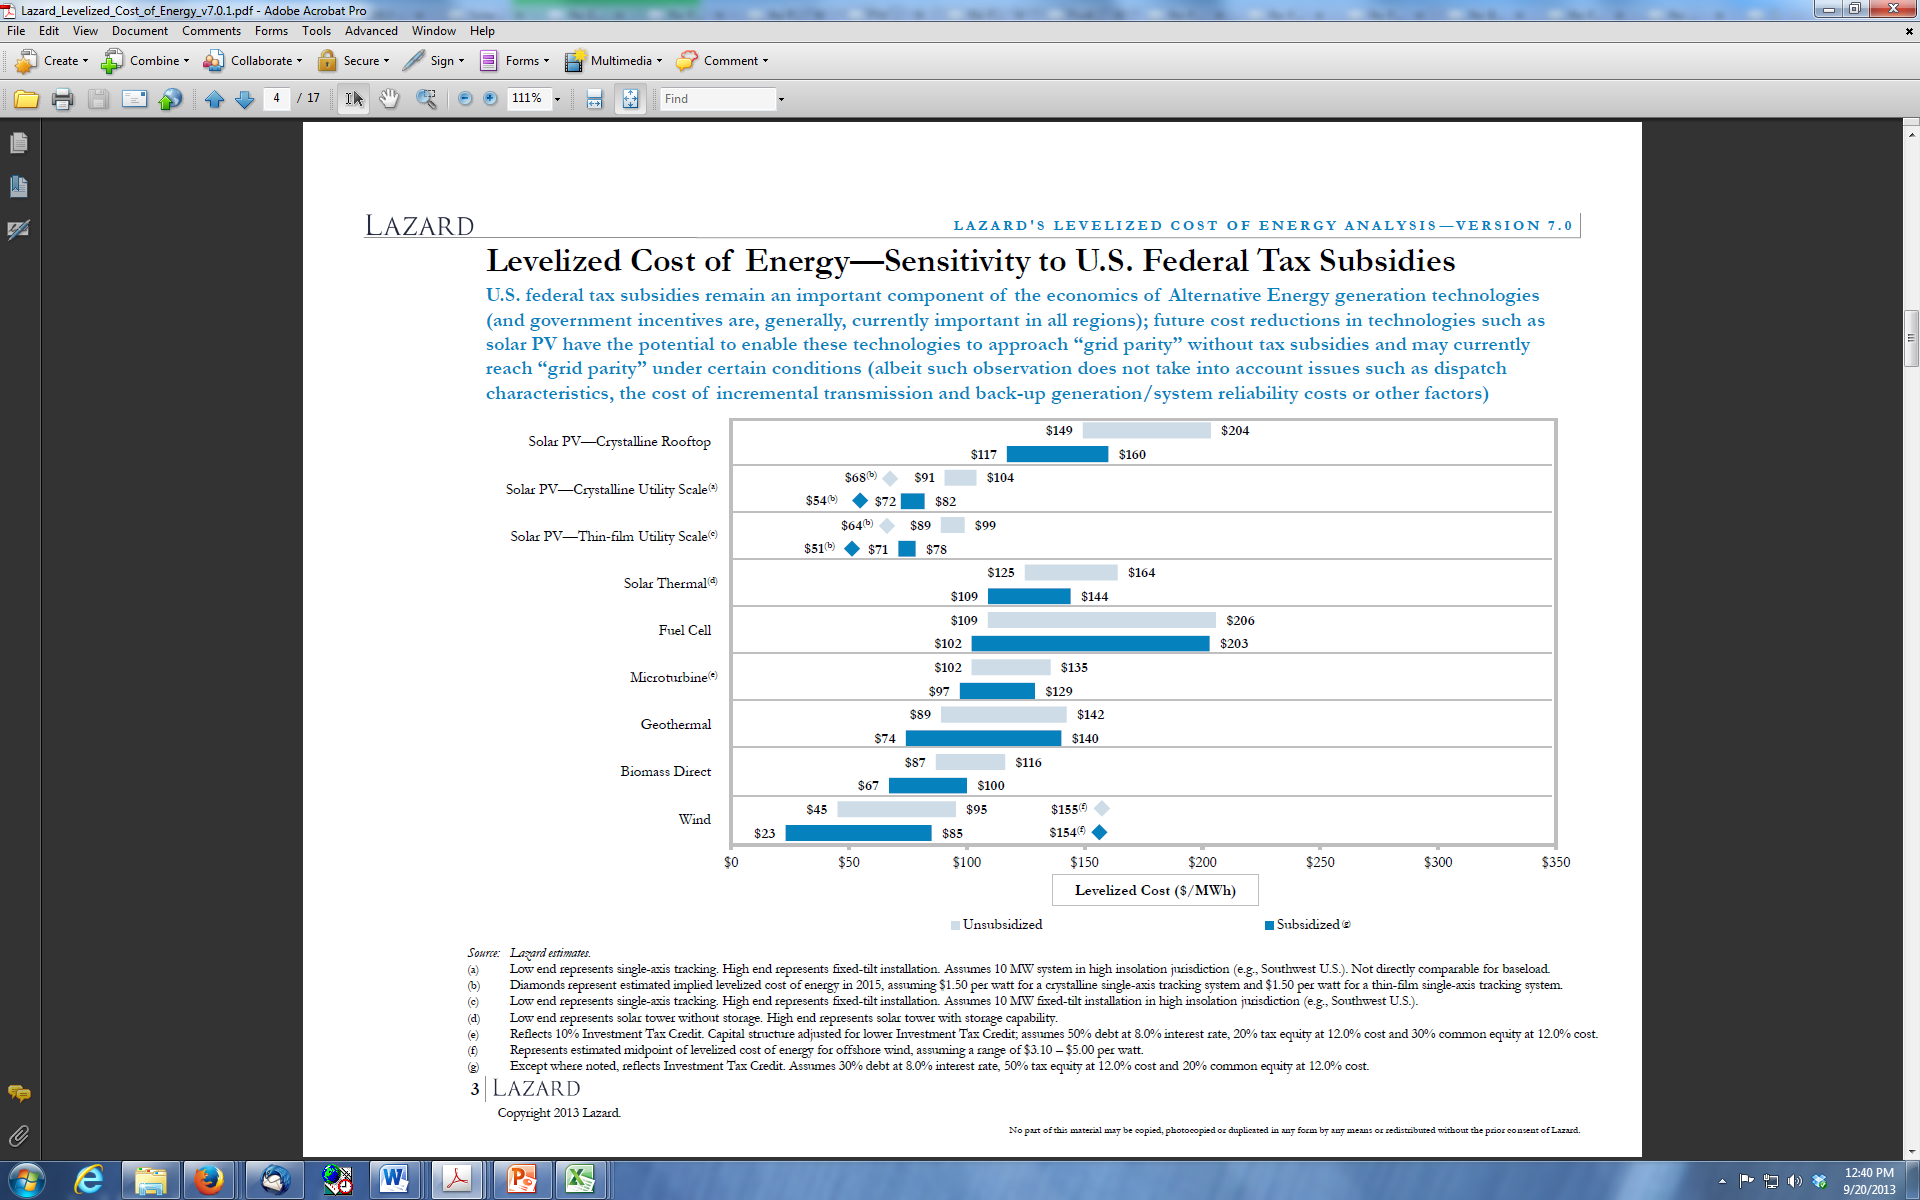 Lazard_Levelized_Cost_of_Energy_v7.0.1.pdf - Adobe Acrobat Pro
File Edit View Document Comments Forms Tools Advanced Window Help
Create Combine Collaborate Secure Sign Forms Multimedia Comment
4 / 17 111% Find
LAZARD
LAZARD'S LEVELIZED COST OF ENERGY ANALYSIS—VERSION 7.0
Levelized Cost of Energy—Sensitivity to U.S. Federal Tax Subsidies
U.S. federal tax subsidies remain an important component of the economics of Alternative Energy generation technologies
(and government incentives are, generally, currently important in all regions); future cost reductions in technologies such as
solar PV have the potential to enable these technologies to approach “grid parity” without tax subsidies and may currently
reach “grid parity” under certain conditions (albeit such observation does not take into account issues such as dispatch
characteristics, the cost of incremental transmission and back-up generation/system reliability costs or other factors)
Solar PV—Crystalline Rooftop
$149 $204
$117 $160
Solar PV—Crystalline Utility Scale(a)
$68(b) $91 $104
$54(b) $72 $82
Solar PV—Thin-film Utility Scale(c)
$64(b) $89 $99
$51(b) $71 $78
Solar Thermal(d)
$125 $164
$109 $144
Fuel Cell
$109 $206
$102 $203
Microturbine(e)
$102 $135
$97 $129
Geothermal
$89 $142
$74 $140
Biomass Direct
$87 $116
$67 $100
Wind
$45 $95 $155(f)
$23 $85 $154(f)
$0 $50 $100 $150 $200 $250 $300 $350
Levelized Cost ($/MWh)
Unsubsidized Subsidized(g)
Source: Lazard estimates.
(a) Low end represents single-axis tracking. High end represents fixed-tilt installation. Assumes 10 MW system in high insolation jurisdiction (e.g., Southwest U.S.). Not directly comparable for baseload.
(b) Diamonds represent estimated implied levelized cost of energy in 2015, assuming $1.50 per watt for a crystalline single-axis tracking system and $1.50 per watt for a thin-film single-axis tracking system.
(c) Low end represents single-axis tracking. High end represents fixed-tilt installation. Assumes 10 MW fixed-tilt installation in high insolation jurisdiction (e.g., Southwest U.S.).
(d) Low end represents solar tower without storage. High end represents solar tower with storage capability.
(e) Reflects 10% Investment Tax Credit. Capital structure adjusted for lower Investment Tax Credit; assumes 50% debt at 8.0% interest rate, 20% tax equity at 12.0% cost and 30% common equity at 12.0% cost.
(f) Represents estimated midpoint of levelized cost of energy for offshore wind, assuming a range of $3.10 – $5.00 per watt.
(g) Except where noted, reflects Investment Tax Credit. Assumes 30% debt at 8.0% interest rate, 50% tax equity at 12.0% cost and 20% common equity at 12.0% cost.
3 LAZARD
Copyright 2013 Lazard.
No part of this material may be copied, photocopied or duplicated in any form by any means or redistributed without the prior consent of Lazard.
12:40 PM
9/20/2013